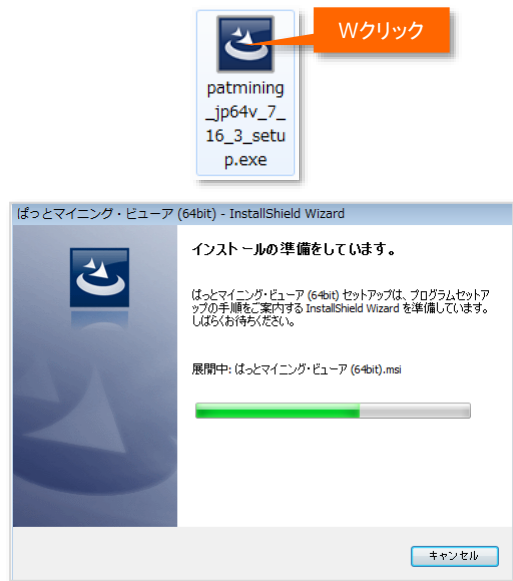 Wクリック
patmining
_jp64v_7_
16_3_setu
p.exe
ぱっとマイニング・ビューア (64bit) - InstallShield Wizard
インストールの準備をしています。
ぱっとマイニング・ビューア (64bit) セットアップは、プログラムセットア
ップの手順をご案内する InstallShield Wizard を準備しています。
しばらくお待ちください。
展開中: ぱっとマイニング・ビューア (64bit).msi
キャンセル